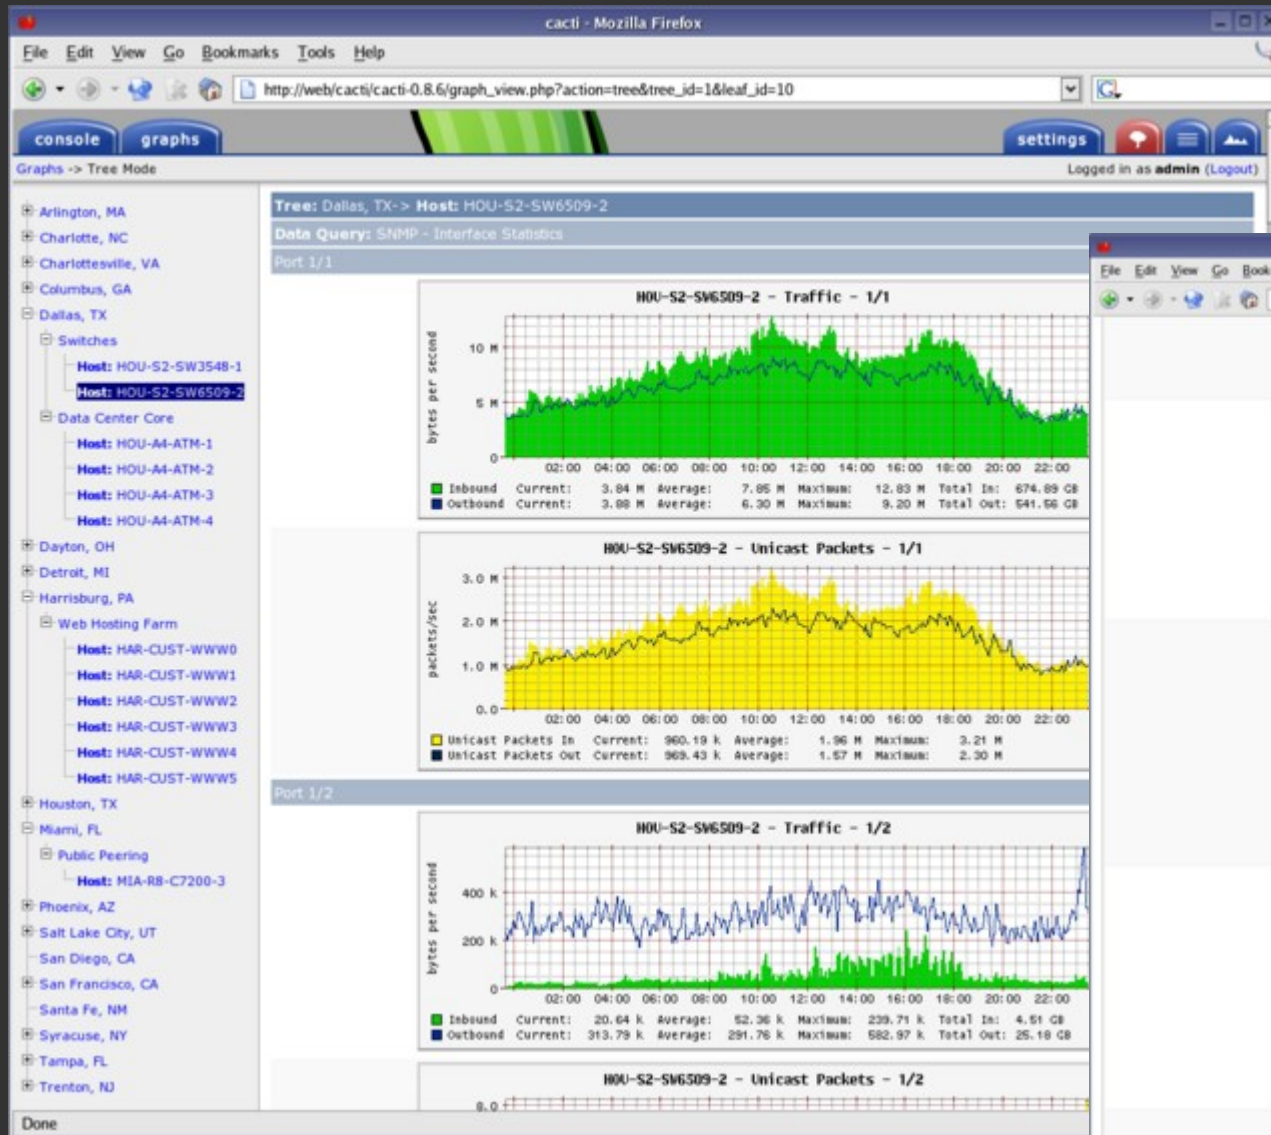 cacti - Mozilla Firefox
File Edit View Go Bookmarks Tools Help
http://web/cacti/cacti-0.8.6/graph_view.php?action=tree&tree_id=1&leaf_id=10
G
console graphs settings
Graphs -> Tree Mode
Logged in as admin (Logout)
Arlington, MA
Charlotte, NC
Charlottesville, VA
Columbus, GA
Dallas, TX
Switches
Host: HOU-S2-SW3548-1
Host: HOU-S2-SW6509-2
Data Center Core
Host: HOU-A4-ATM-1
Host: HOU-A4-ATM-2
Host: HOU-A4-ATM-3
Host: HOU-A4-ATM-4
Dayton, OH
Detroit, MI
Harrisburg, PA
Web Hosting Farm
Host: HAR-CUST-WWW0
Host: HAR-CUST-WWW1
Host: HAR-CUST-WWW2
Host: HAR-CUST-WWW3
Host: HAR-CUST-WWW4
Host: HAR-CUST-WWW5
Houston, TX
Miami, FL
Public Peering
Host: MIA-R8-C7200-3
Phoenix, AZ
Salt Lake City, UT
San Diego, CA
San Francisco, CA
Santa Fe, NM
Syracuse, NY
Tampa, FL
Trenton, NJ
Tree: Dallas, TX-> Host: HOU-S2-SW6509-2
Data Query: SNMP - Interface Statistics
Port 1/1
HOU-S2-SW6509-2 - Traffic - 1/1
bytes per second
10 M
5 M
0
02:00 04:00 06:00 08:00 10:00 12:00 14:00 16:00 18:00 20:00 22:00
Inbound Current: 3.84 M Average: 7.85 M Maximum: 12.83 M Total In: 674.89 GB
Outbound Current: 3.88 M Average: 6.30 M Maximum: 9.20 M Total Out: 541.56 GB
HOU-S2-SW6509-2 - Unicast Packets - 1/1
packets/sec
3.0 M
2.0 M
1.0 M
0.0
02:00 04:00 06:00 08:00 10:00 12:00 14:00 16:00 18:00 20:00 22:00
Unicast Packets In Current: 960.19 k Average: 1.96 M Maximum: 3.21 M
Unicast Packets Out Current: 969.43 k Average: 1.57 M Maximum: 2.30 M
Port 1/2
HOU-S2-SW6509-2 - Traffic - 1/2
bytes per second
400 k
200 k
0
02:00 04:00 06:00 08:00 10:00 12:00 14:00 16:00 18:00 20:00 22:00
Inbound Current: 20.64 k Average: 52.36 k Maximum: 239.71 k Total In: 4.51 GB
Outbound Current: 313.79 k Average: 291.76 k Maximum: 582.97 k Total Out: 25.18 GB
HOU-S2-SW6509-2 - Unicast Packets - 1/2
8.0
Done
File Edit View Go Book